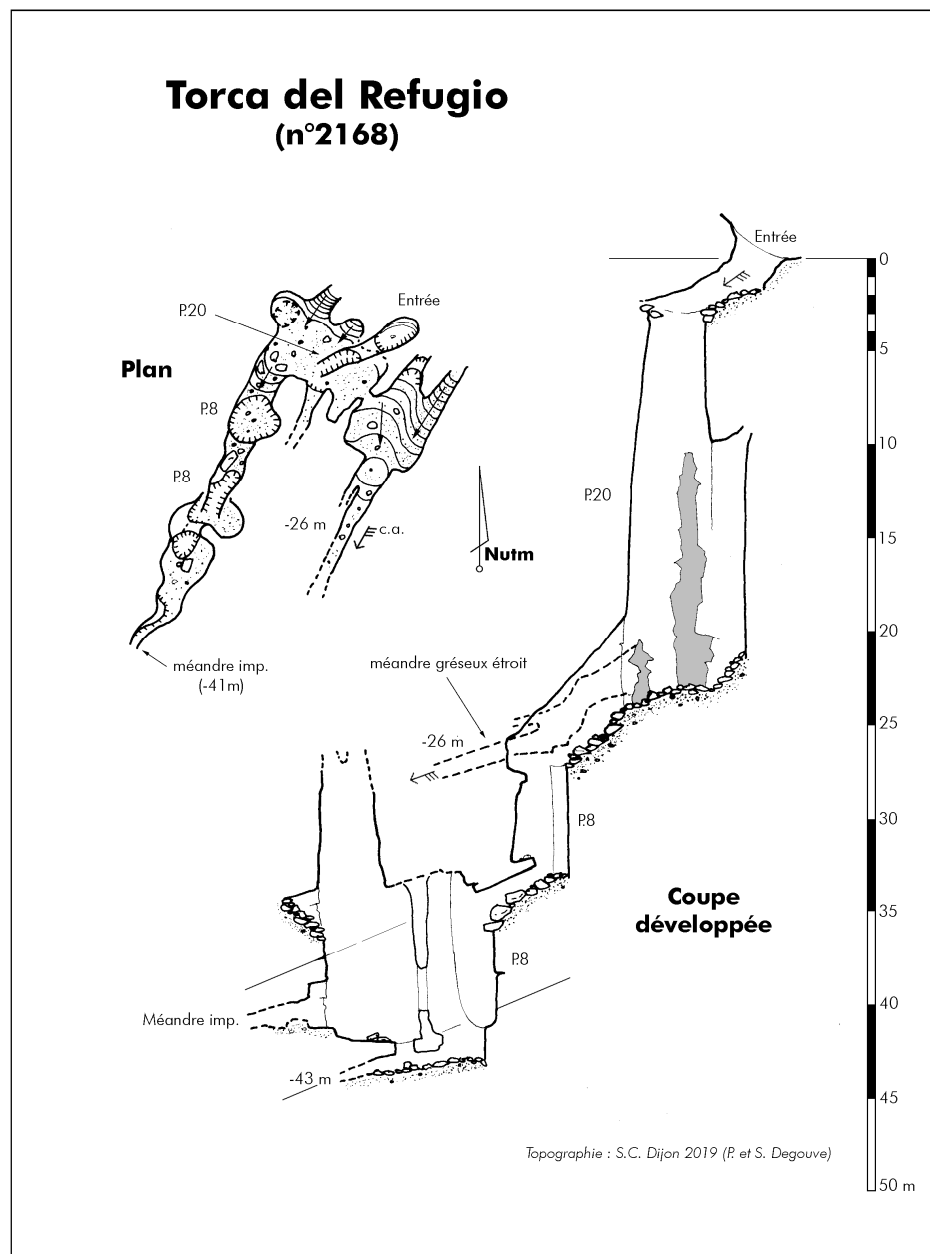 Torca del Refugio
(n°2168)
Entrée
0
5
10
15
20
25
30
35
40
45
50 m
Plan
P.20
Entrée
P.8
P.8
-26 m
c.a.
Nutm
méandre imp.
(-41m)
P.20
méandre gréseux étroit
-26 m
P.8
Coupe
développée
P.8
Méandre imp.
-43 m
Topographie : S.C. Dijon 2019 (P. et S. Degouve)